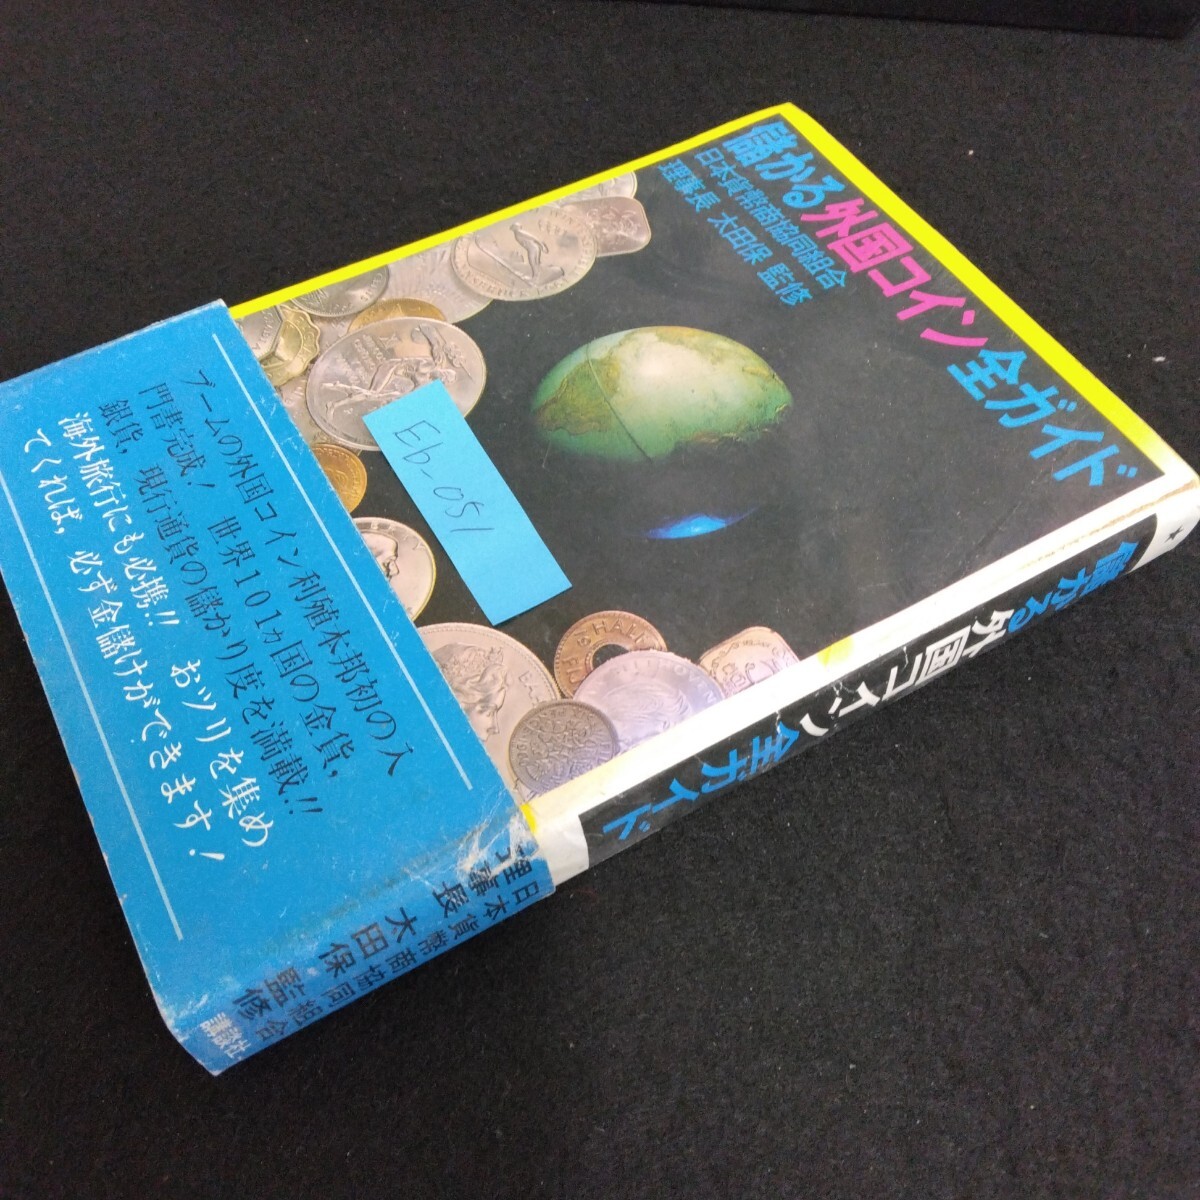 儲かる外国コイン全ガイド
日本貨幣商協同組合
理事長 太田保 監修
Eb-051
ブームの外国コイン利殖本邦初の入
門書完成! 世界101ヵ国の金貨,
銀貨,現行通貨の儲かり度を満載!!
海外旅行にも必携!! おツリを集め
てくれば,必ず金儲けができます!
儲かる外国コイン全ガイド
日本貨幣商協同組合
理事長 太田保 監修
講談社